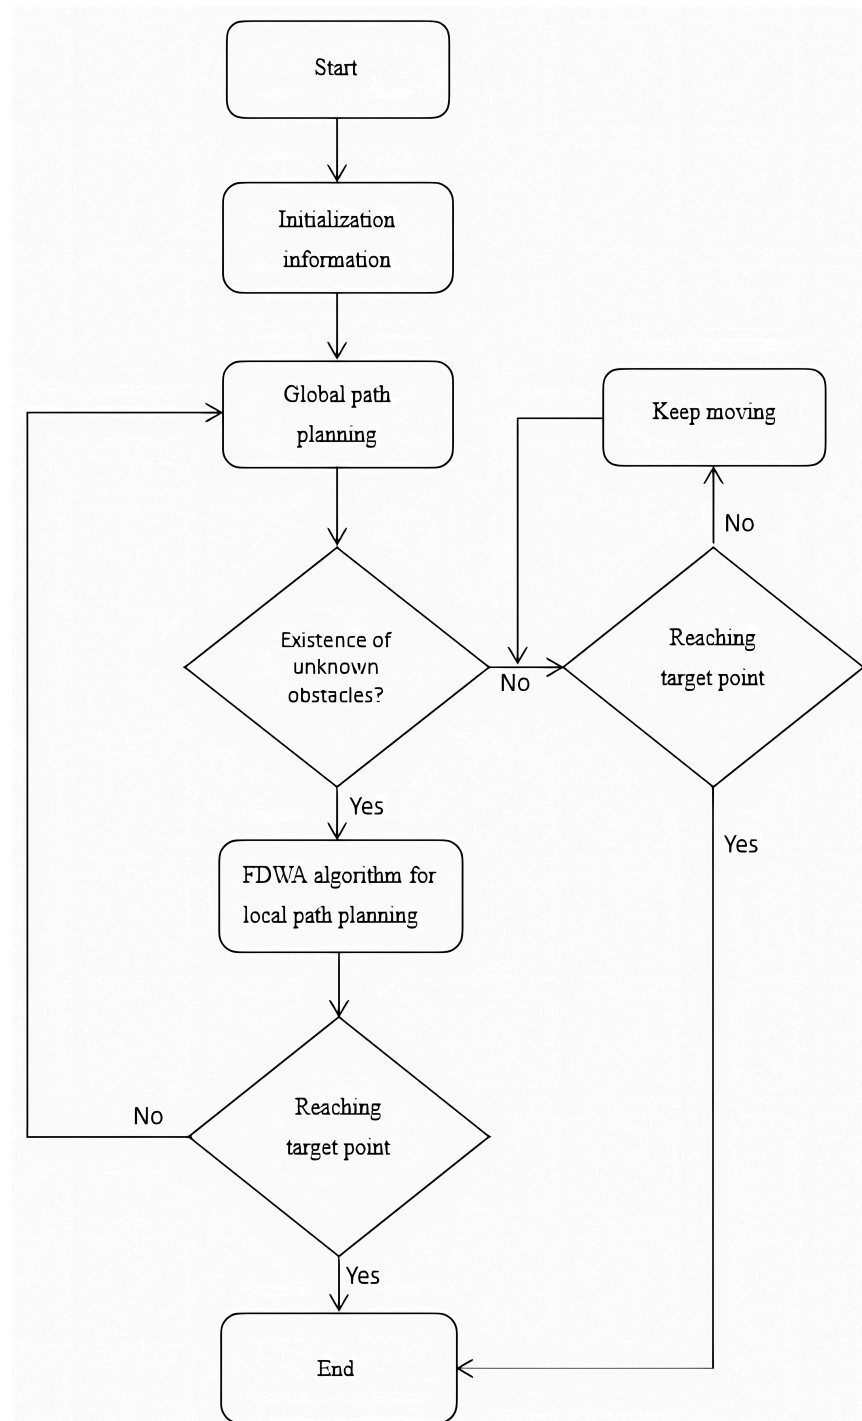 Start
Initialization
information
Global path
planning
Keep moving
No
Existence of
unknown
obstacles?
No
Reaching
target point
Yes
Yes
FDWA algorithm for
local path planning
Reaching
target point
No
Yes
End